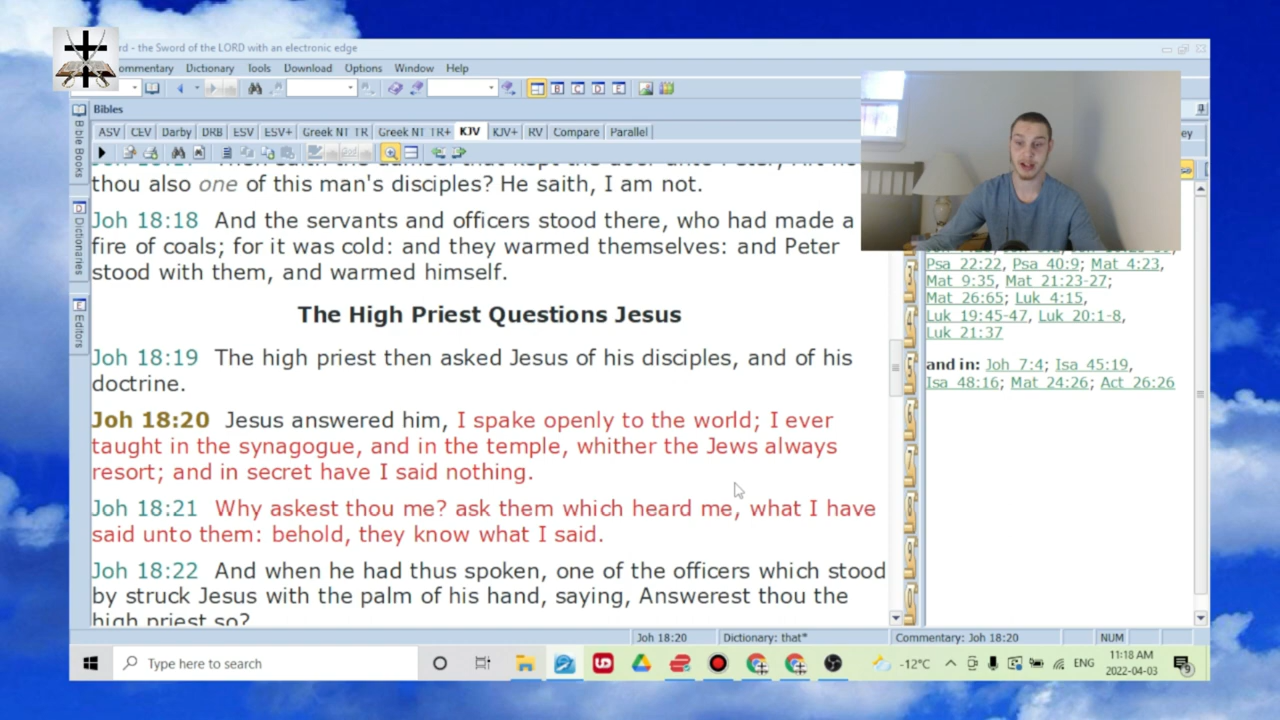 rd - the Sword of the LORD with an electronic edge
ommentary Dictionary Tools Download Options Window Help
Bibles
ASV CEV Darby DRB ESV ESV+ Greek NT TR Greek NT TR+ KJV KJV+ RV Compare Parallel
ey
Bible Books
Dictionaries
Editors
thou also one of this man's disciples? He saith, I am not.
Joh 18:18 And the servants and officers stood there, who had made a
fire of coals; for it was cold: and they warmed themselves: and Peter
stood with them, and warmed himself.
The High Priest Questions Jesus
Joh 18:19 The high priest then asked Jesus of his disciples, and of his
doctrine.
Joh 18:20 Jesus answered him, I spake openly to the world; I ever
taught in the synagogue, and in the temple, whither the Jews always
resort; and in secret have I said nothing.
Joh 18:21 Why askest thou me? ask them which heard me, what I have
said unto them: behold, they know what I said.
Joh 18:22 And when he had thus spoken, one of the officers which stood
by struck Jesus with the palm of his hand, saying, Answerest thou the
high priest so?
Psa 22:22, Psa 40:9; Mat 4:23,
Mat 9:35, Mat 21:23-27;
Mat 26:65; Luk 4:15,
Luk 19:45-47, Luk 20:1-8,
Luk 21:37
and in: Joh 7:4; Isa 45:19,
Isa 48:16; Mat 24:26; Act 26:26
Joh 18:20 Dictionary: that* Commentary: Joh 18:20 NUM
Type here to search
-12°C ENG
11:18 AM
2022-04-03